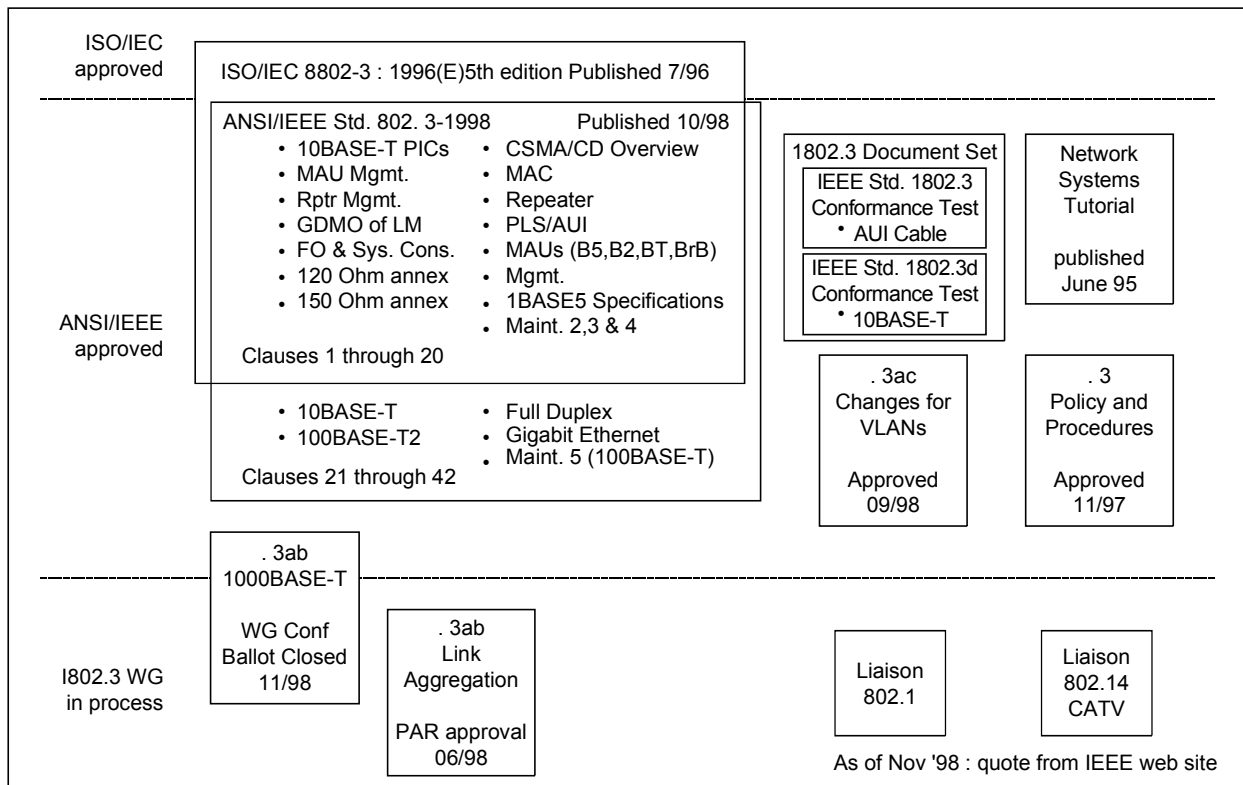 ISO/IEC
approved
ISO/IEC 8802-3 : 1996(E)5th edition Published 7/96
ANSI/IEEE
approved
ANSI/IEEE Std. 802. 3-1998 Published 10/98
• 10BASE-T PICs
• MAU Mgmt.
• Rptr Mgmt.
• GDMO of LM
• FO & Sys. Cons.
• 120 Ohm annex
• 150 Ohm annex
• CSMA/CD Overview
• MAC
• Repeater
• PLS/AUI
• MAUs (B5,B2,BT,BrB)
• Mgmt.
• 1BASE5 Specifications
• Maint. 2,3 & 4
Clauses 1 through 20
• 10BASE-T
• 100BASE-T2
• Full Duplex
• Gigabit Ethernet
• Maint. 5 (100BASE-T)
Clauses 21 through 42
1802.3 Document Set
IEEE Std. 1802.3
Conformance Test
• AUI Cable
IEEE Std. 1802.3d
Conformance Test
• 10BASE-T
Network
Systems
Tutorial
published
June 95
. 3ac
Changes for
VLANs
Approved
09/98
. 3
Policy and
Procedures
Approved
11/97
I802.3 WG
in process
. 3ab
1000BASE-T
WG Conf
Ballot Closed
11/98
. 3ab
Link
Aggregation
PAR approval
06/98
Liaison
802.1
Liaison
802.14
CATV
As of Nov '98 : quote from IEEE web site